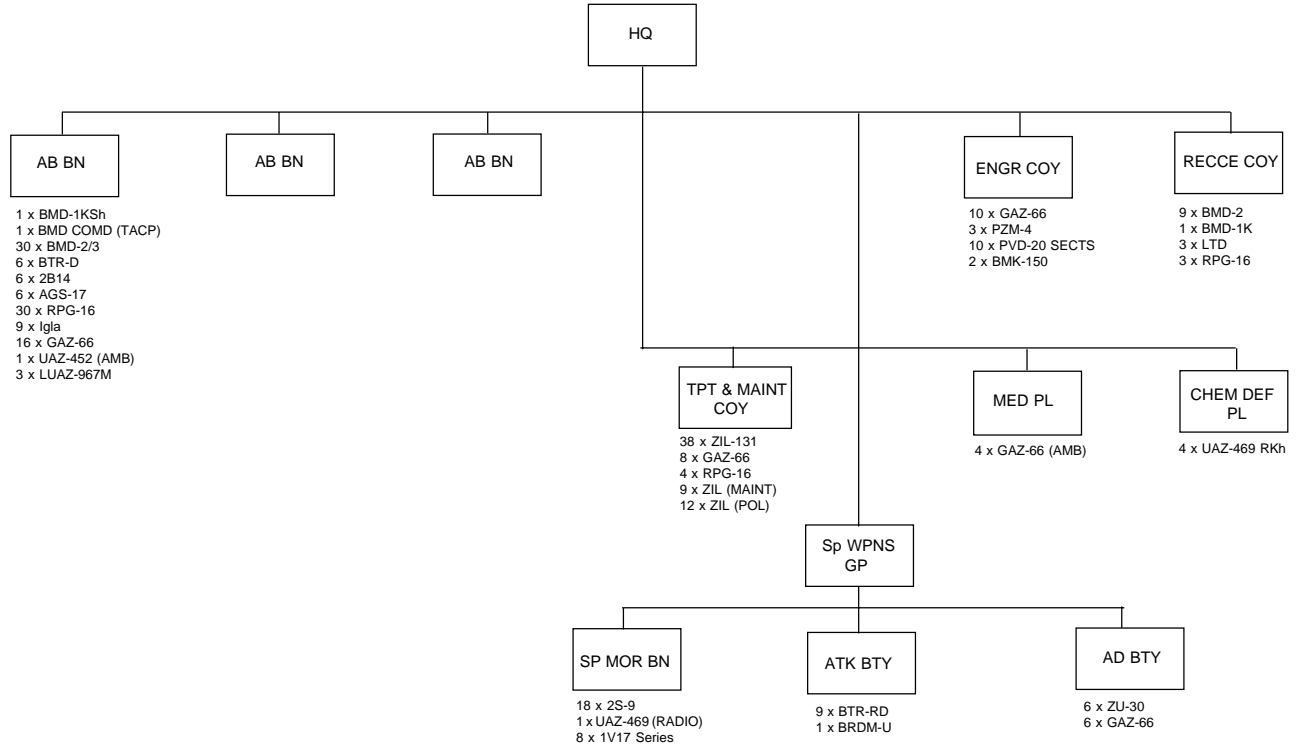 HQ
AB BN
AB BN
AB BN
ENGR COY
RECCE COY
1 x BMD-1KSh
1 x BMD COMD (TACP)
30 x BMD-2/3
6 x BTR-D
6 x 2B14
6 x AGS-17
30 x RPG-16
9 x Igla
16 x GAZ-66
1 x UAZ-452 (AMB)
3 x LUAZ-967M
10 x GAZ-66
3 x PZM-4
10 x PVD-20 SECTS
2 x BMK-150
9 x BMD-2
1 x BMD-1K
3 x LTD
3 x RPG-16
TPT & MAINT
COY
MED PL
CHEM DEF
PL
38 x ZIL-131
8 x GAZ-66
4 x RPG-16
9 x ZIL (MAINT)
12 x ZIL (POL)
4 x GAZ-66 (AMB)
4 x UAZ-469 RKh
Sp WPNS
GP
SP MOR BN
ATK BTY
AD BTY
18 x 2S-9
1 x UAZ-469 (RADIO)
8 x 1V17 Series
9 x BTR-RD
1 x BRDM-U
6 x ZU-30
6 x GAZ-66